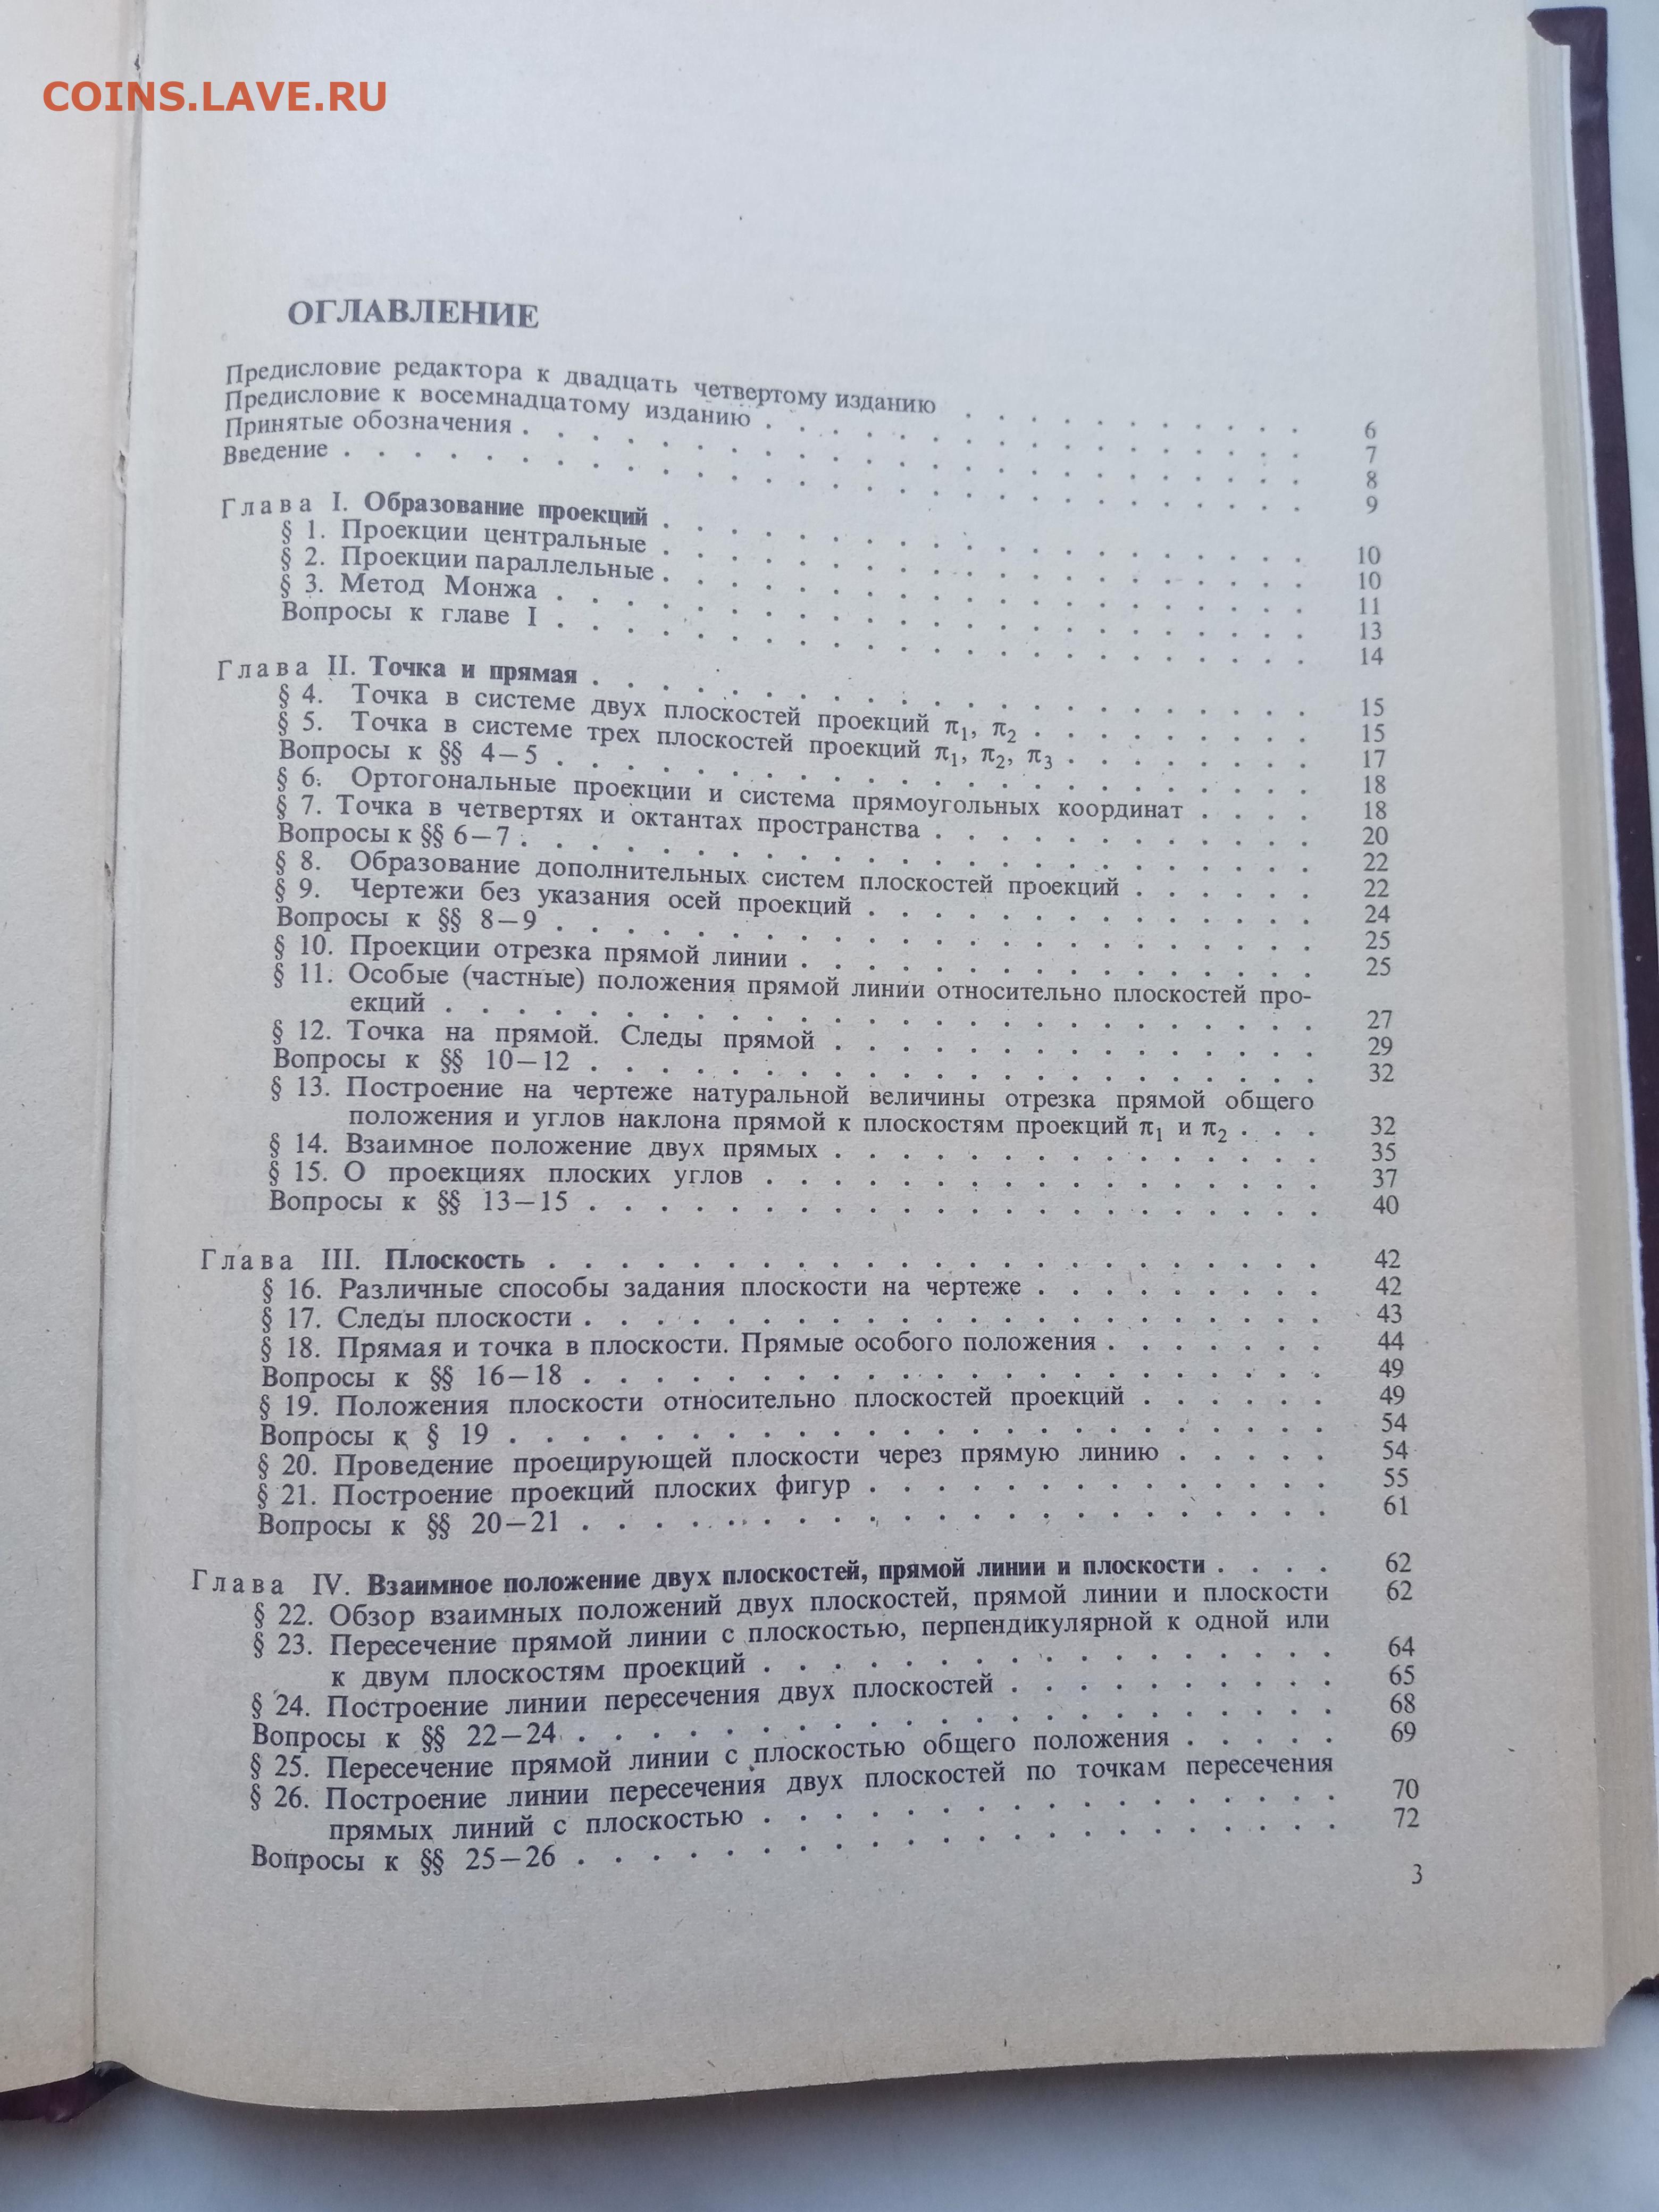 COINS.LAVE.RU
ОГЛАВЛЕНИЕ
Предисловие редактора к двадцать четвертому изданию . . . . . . . . . . 6
Предисловие к восемнадцатому изданию . . . . . . . . . . 7
Принятые обозначения . . . . . . . . . . 8
Введение . . . . . . . . . . 9
Глава I. Образование проекций . . . . . . . . . . 10
§ 1. Проекции центральные . . . . . . . . . . 10
§ 2. Проекции параллельные . . . . . . . . . . 11
§ 3. Метод Монжа . . . . . . . . . . 13
Вопросы к главе I . . . . . . . . . . 14
Глава II. Точка и прямая . . . . . . . . . . 15
§ 4. Точка в системе двух плоскостей проекций π₁, π₂ . . . . . . . . 15
§ 5. Точка в системе трех плоскостей проекций π₁, π₂, π₃ . . . . . . . . 17
Вопросы к §§ 4—5 . . . . . . . . . . 18
§ 6. Ортогональные проекции и система прямоугольных координат . . . . 18
§ 7. Точка в четвертях и октантах пространства . . . . . . . . . . 20
Вопросы к §§ 6—7 . . . . . . . . . . 22
§ 8. Образование дополнительных систем плоскостей проекций . . . . . . 22
§ 9. Чертежи без указания осей проекций . . . . . . . . . . 24
Вопросы к §§ 8—9 . . . . . . . . . . 25
§ 10. Проекции отрезка прямой линии . . . . . . . . . . 25
§ 11. Особые (частные) положения прямой линии относительно плоскостей про-
екций . . . . . . . . . . 27
§ 12. Точка на прямой. Следы прямой . . . . . . . . . . 29
Вопросы к §§ 10—12 . . . . . . . . . . 32
§ 13. Построение на чертеже натуральной величины отрезка прямой общего
положения и углов наклона прямой к плоскостям проекций π₁ и π₂ . . . 32
§ 14. Взаимное положение двух прямых . . . . . . . . . . 35
§ 15. О проекциях плоских углов . . . . . . . . . . 37
Вопросы к §§ 13—15 . . . . . . . . . . 40
Глава III. Плоскость . . . . . . . . . . 42
§ 16. Различные способы задания плоскости на чертеже . . . . . . . . . 42
§ 17. Следы плоскости . . . . . . . . . . 43
§ 18. Прямая и точка в плоскости. Прямые особого положения . . . . . . . 44
Вопросы к §§ 16—18 . . . . . . . . . . 49
§ 19. Положения плоскости относительно плоскостей проекций . . . . . . 49
Вопросы к § 19 . . . . . . . . . . 54
§ 20. Проведение проецирующей плоскости через прямую линию . . . . . 54
§ 21. Построение проекций плоских фигур . . . . . . . . . . 55
Вопросы к §§ 20—21 . . . . . . . . . . 61
Глава IV. Взаимное положение двух плоскостей, прямой линии и плоскости . . . . 62
§ 22. Обзор взаимных положений двух плоскостей, прямой линии и плоскости 62
§ 23. Пересечение прямой линии с плоскостью, перпендикулярной к одной или
к двум плоскостям проекций . . . . . . . . . . 64
§ 24. Построение линии пересечения двух плоскостей . . . . . . . . . . 65
Вопросы к §§ 22—24 . . . . . . . . . . 68
§ 25. Пересечение прямой линии с плоскостью общего положения . . . . . 69
§ 26. Построение линии пересечения двух плоскостей по точкам пересечения
прямых линий с плоскостью . . . . . . . . . . 70
Вопросы к §§ 25—26 . . . . . . . . . . 72
3